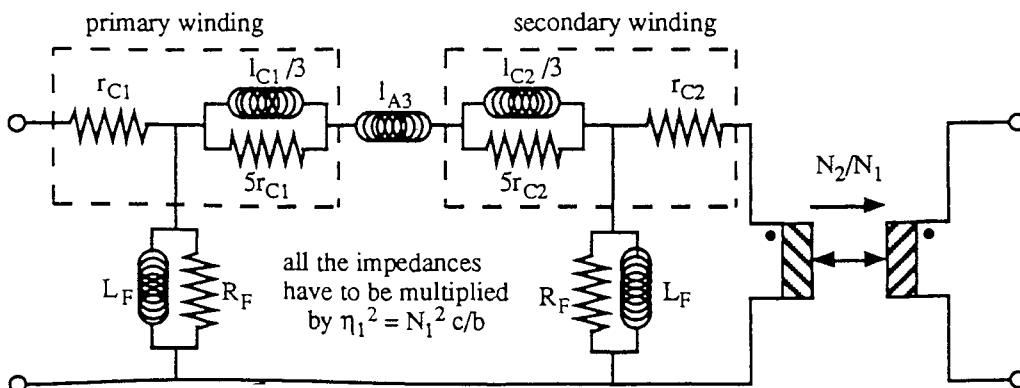 primary winding
secondary winding
r_C1
l_C1/3
l_A3
l_C2/3
r_C2
5r_C1
5r_C2
N_2/N_1
L_F
R_F
all the impedances
have to be multiplied
by η_1^2 = N_1^2 c/b
R_F
L_F